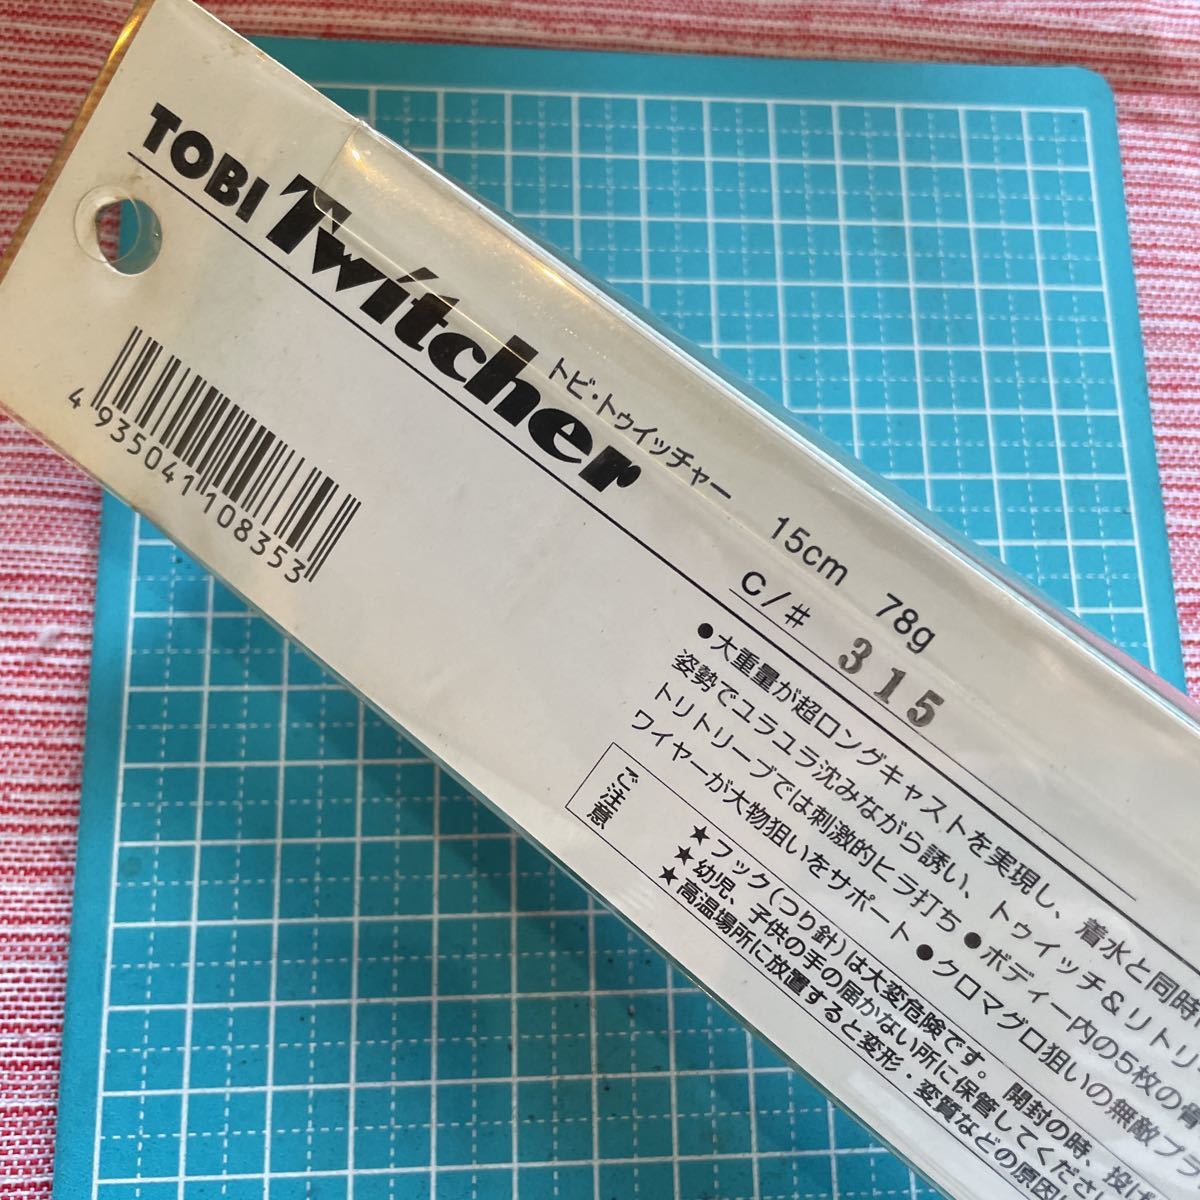 TOBI Twitcher
トビ・トゥイッチャー 15cm 78g
C/# 315
4 935041 108353
●大重量が超ロングキャストを実現し、着水と同時
姿勢でユラユラ沈みながら誘い、トゥイッチ&リトリ
トリトリーブでは刺激的ヒラ打ち●ボディー内の5枚の骨
ワイヤーが大物狙いをサポート●クロマグロ狙いの無敵プラ
ご注意
★フック(つり針)は大変危険です。開封の時、投げ
★幼児、子供の手の届かない所に保管してくださ
★高温場所に放置すると変形・変質などの原因